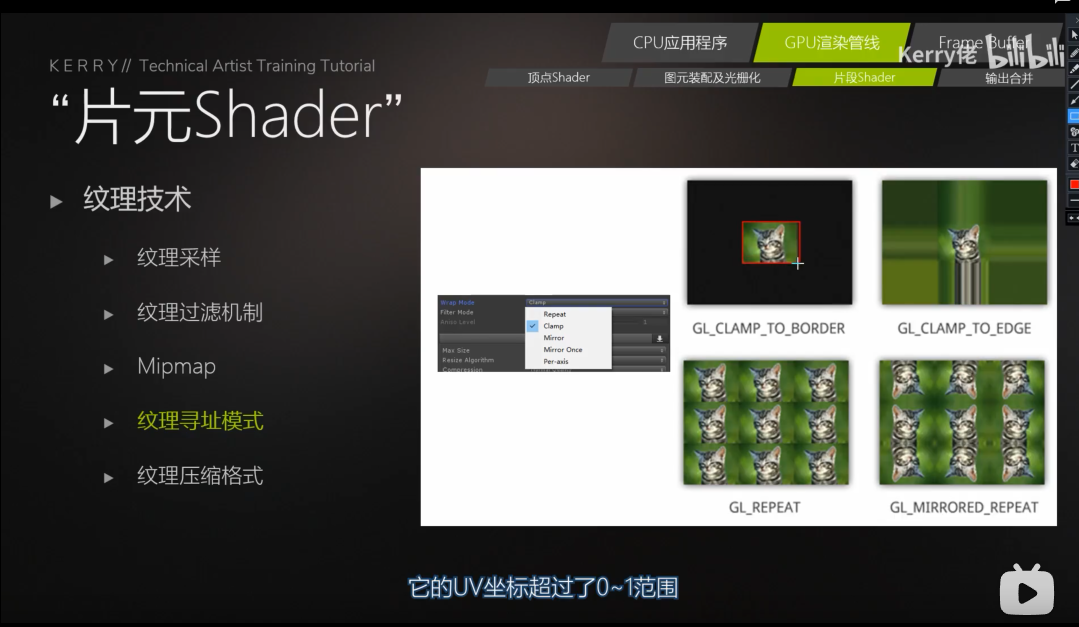 CPU应用程序
GPU渲染管线
Frame Buffer
Kerry佬
bilibili
KERRY// Technical Artist Training Tutorial
顶点Shader
图元装配及光栅化
片段Shader
输出合并
“片元Shader”
纹理技术
纹理采样
纹理过滤机制
Mipmap
纹理寻址模式
纹理压缩格式
Wrap Mode
Clamp
Filter Mode
Aniso Level
Repeat
Clamp
Mirror
Mirror Once
Per-axis
Max Size
Resize Algorithm
Compression
GL_CLAMP_TO_BORDER
GL_CLAMP_TO_EDGE
GL_REPEAT
GL_MIRRORED_REPEAT
它的UV坐标超过了0~1范围